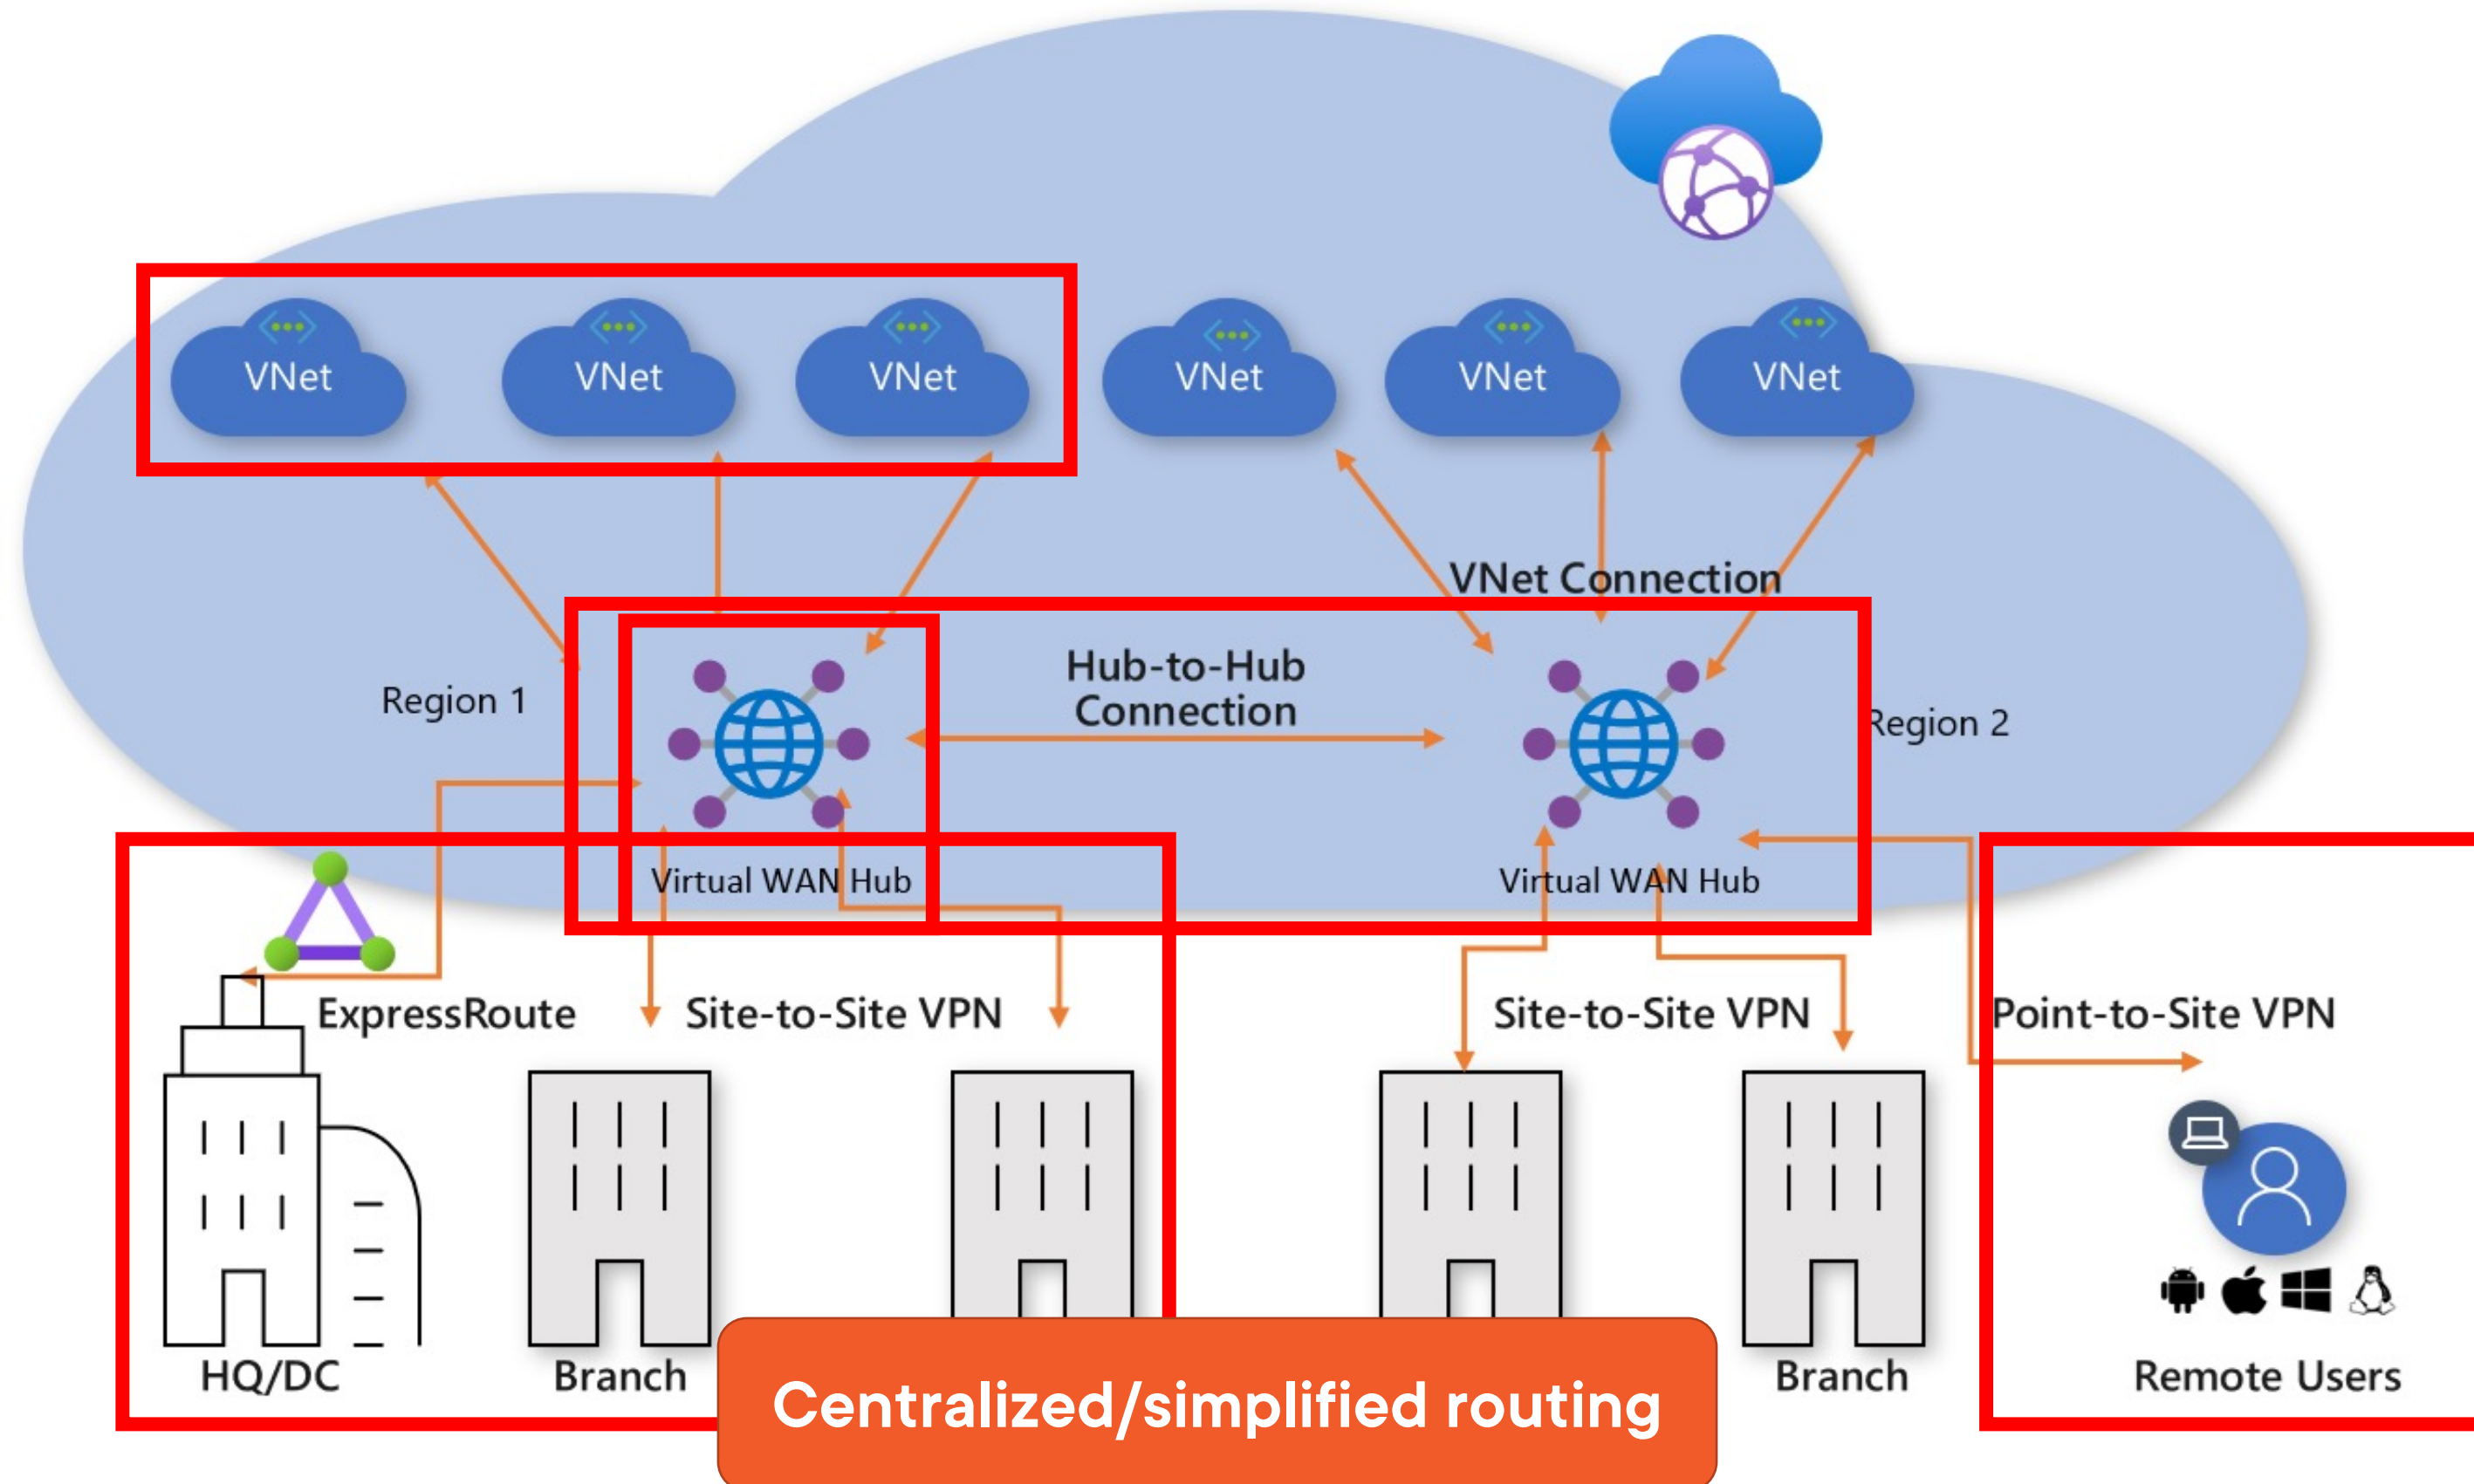 VNet
VNet
VNet
VNet
VNet
VNet
VNet Connection
Region 1
Hub-to-Hub
Connection
Region 2
Virtual WAN Hub
Virtual WAN Hub
ExpressRoute
Site-to-Site VPN
Site-to-Site VPN
Point-to-Site VPN
HQ/DC
Branch
Branch
Remote Users
Centralized/simplified routing